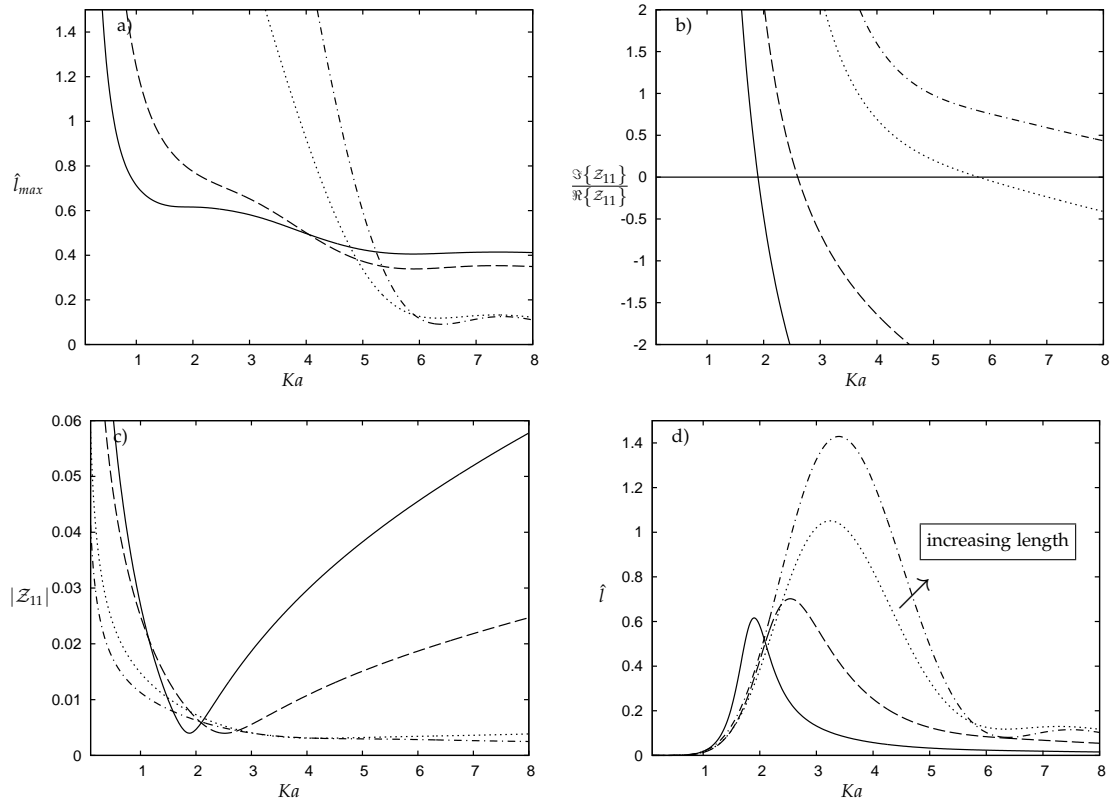 a)
1.4
1.2
1
0.8
0.6
0.4
0.2
0
l̂max
1 2 3 4 5 6 7 8
Ka
b)
2
1.5
1
0.5
0
-0.5
-1
-1.5
-2
ℑ{Z11}
ℜ{Z11}
1 2 3 4 5 6 7 8
Ka
c)
0.06
0.05
0.04
0.03
0.02
0.01
0
|Z11|
1 2 3 4 5 6 7 8
Ka
d)
1.4
1.2
1
0.8
0.6
0.4
0.2
0
l̂
increasing length
1 2 3 4 5 6 7 8
Ka